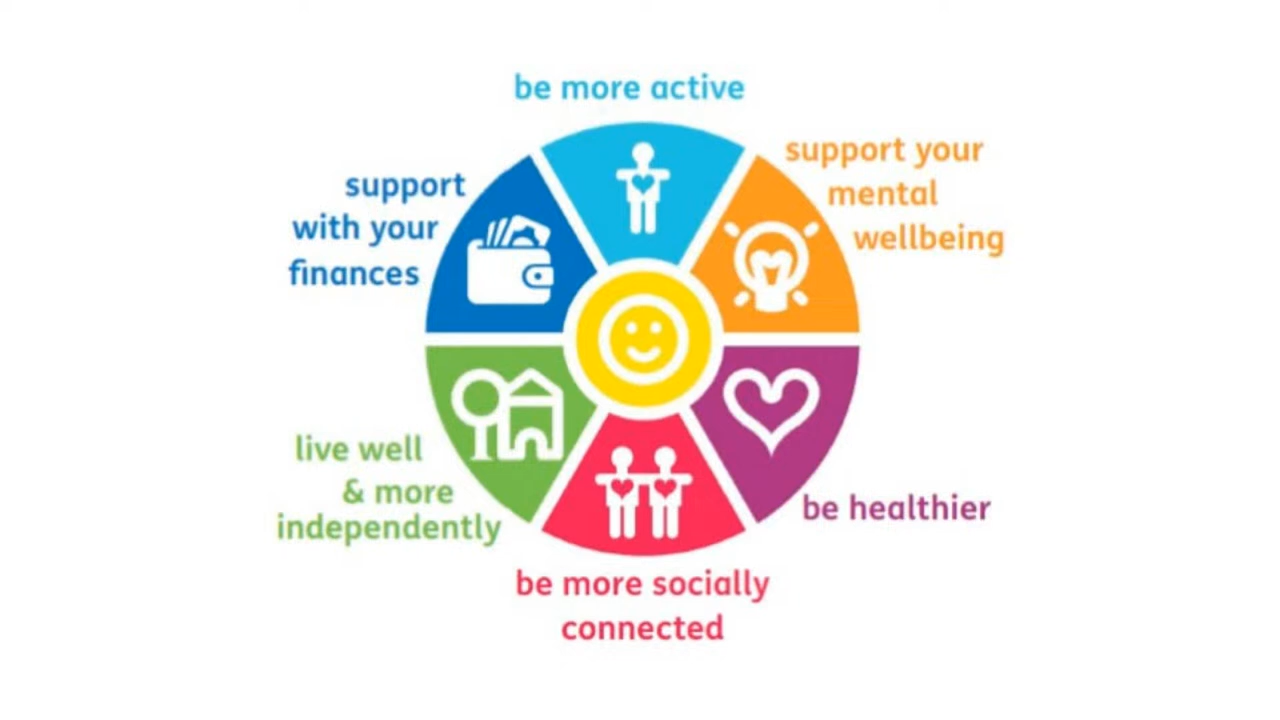 be more active
support your
mental
wellbeing
be healthier
be more socially
connected
live well
& more
independently
support
with your
finances